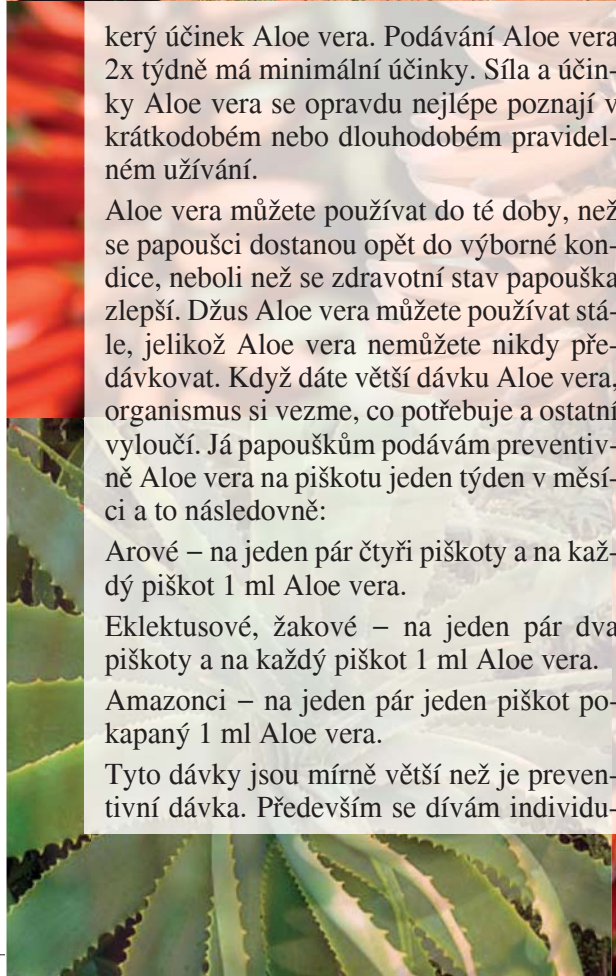 kerý účinek Aloe vera. Podávání Aloe vera
2x týdně má minimální účinky. Síla a účin-
ky Aloe vera se opravdu nejlépe poznají v
krátkodobém nebo dlouhodobém pravidel-
ném užívání.
Aloe vera můžete používat do té doby, než
se papoušci dostanou opět do výborné kon-
dice, neboli než se zdravotní stav papouška
zlepší. Džus Aloe vera můžete používat stá-
le, jelikož Aloe vera nemůžete nikdy pře-
dávkovat. Když dáte větší dávku Aloe vera,
organismus si vezme, co potřebuje a ostatní
vyloučí. Já papouškům podávám preventiv-
ně Aloe vera na piškotu jeden týden v měsí-
ci a to následovně:
Arové – na jeden pár čtyři piškoty a na kaž-
dý piškot 1 ml Aloe vera.
Eklektusové, žakové – na jeden pár dva
piškoty a na každý piškot 1 ml Aloe vera.
Amazonci – na jeden pár jeden piškot po-
kapaný 1 ml Aloe vera.
Tyto dávky jsou mírně větší než je preven-
tivní dávka. Především se dívám individu-